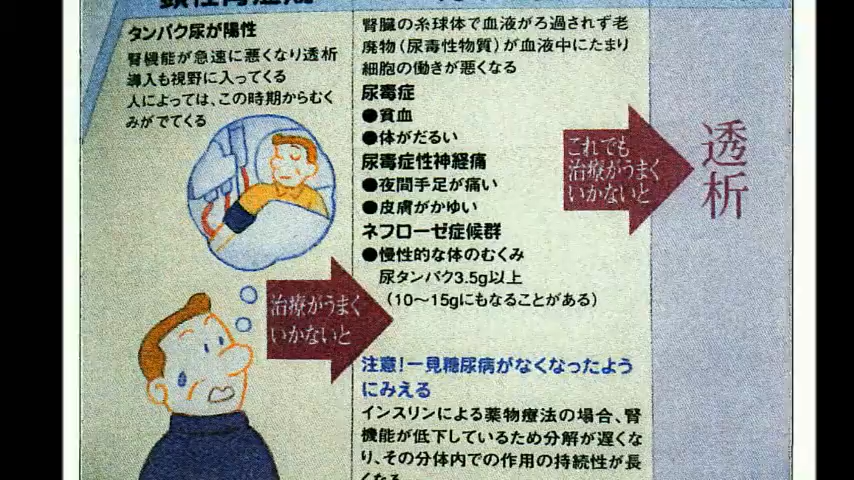 タンパク尿が陽性
腎機能が急速に悪くなり透析
導入も視野に入ってくる
人によっては、この時期からむく
みがでてくる
治療がうまく
いかないと
腎臓の糸球体で血液がろ過されず老
廃物(尿毒性物質)が血液中にたまり
細胞の働きが悪くなる
尿毒症
●貧血
●体がだるい
尿毒症性神経痛
●夜間手足が痛い
●皮膚がかゆい
ネフローゼ症候群
●慢性的な体のむくみ
尿タンパク3.5g以上
(10〜15gにもなることがある)
注意!一見糖尿病がなくなったよう
にみえる
インスリンによる薬物療法の場合、腎
機能が低下しているため分解が遅くな
り、その分体内での作用の持続性が長
くなる
これでも
治療がうまく
いかないと
透析